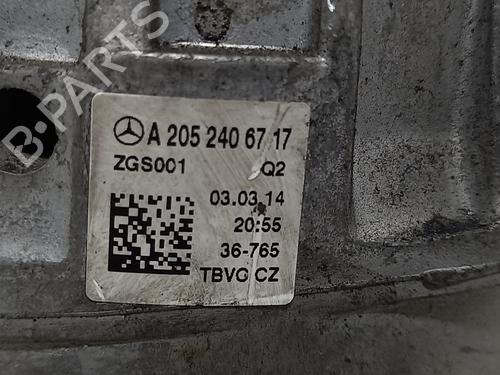 A 205 240 67 17
ZGS001 Q2
03.03.14
20:55
36-765
TBVC CZ
B-PARTS